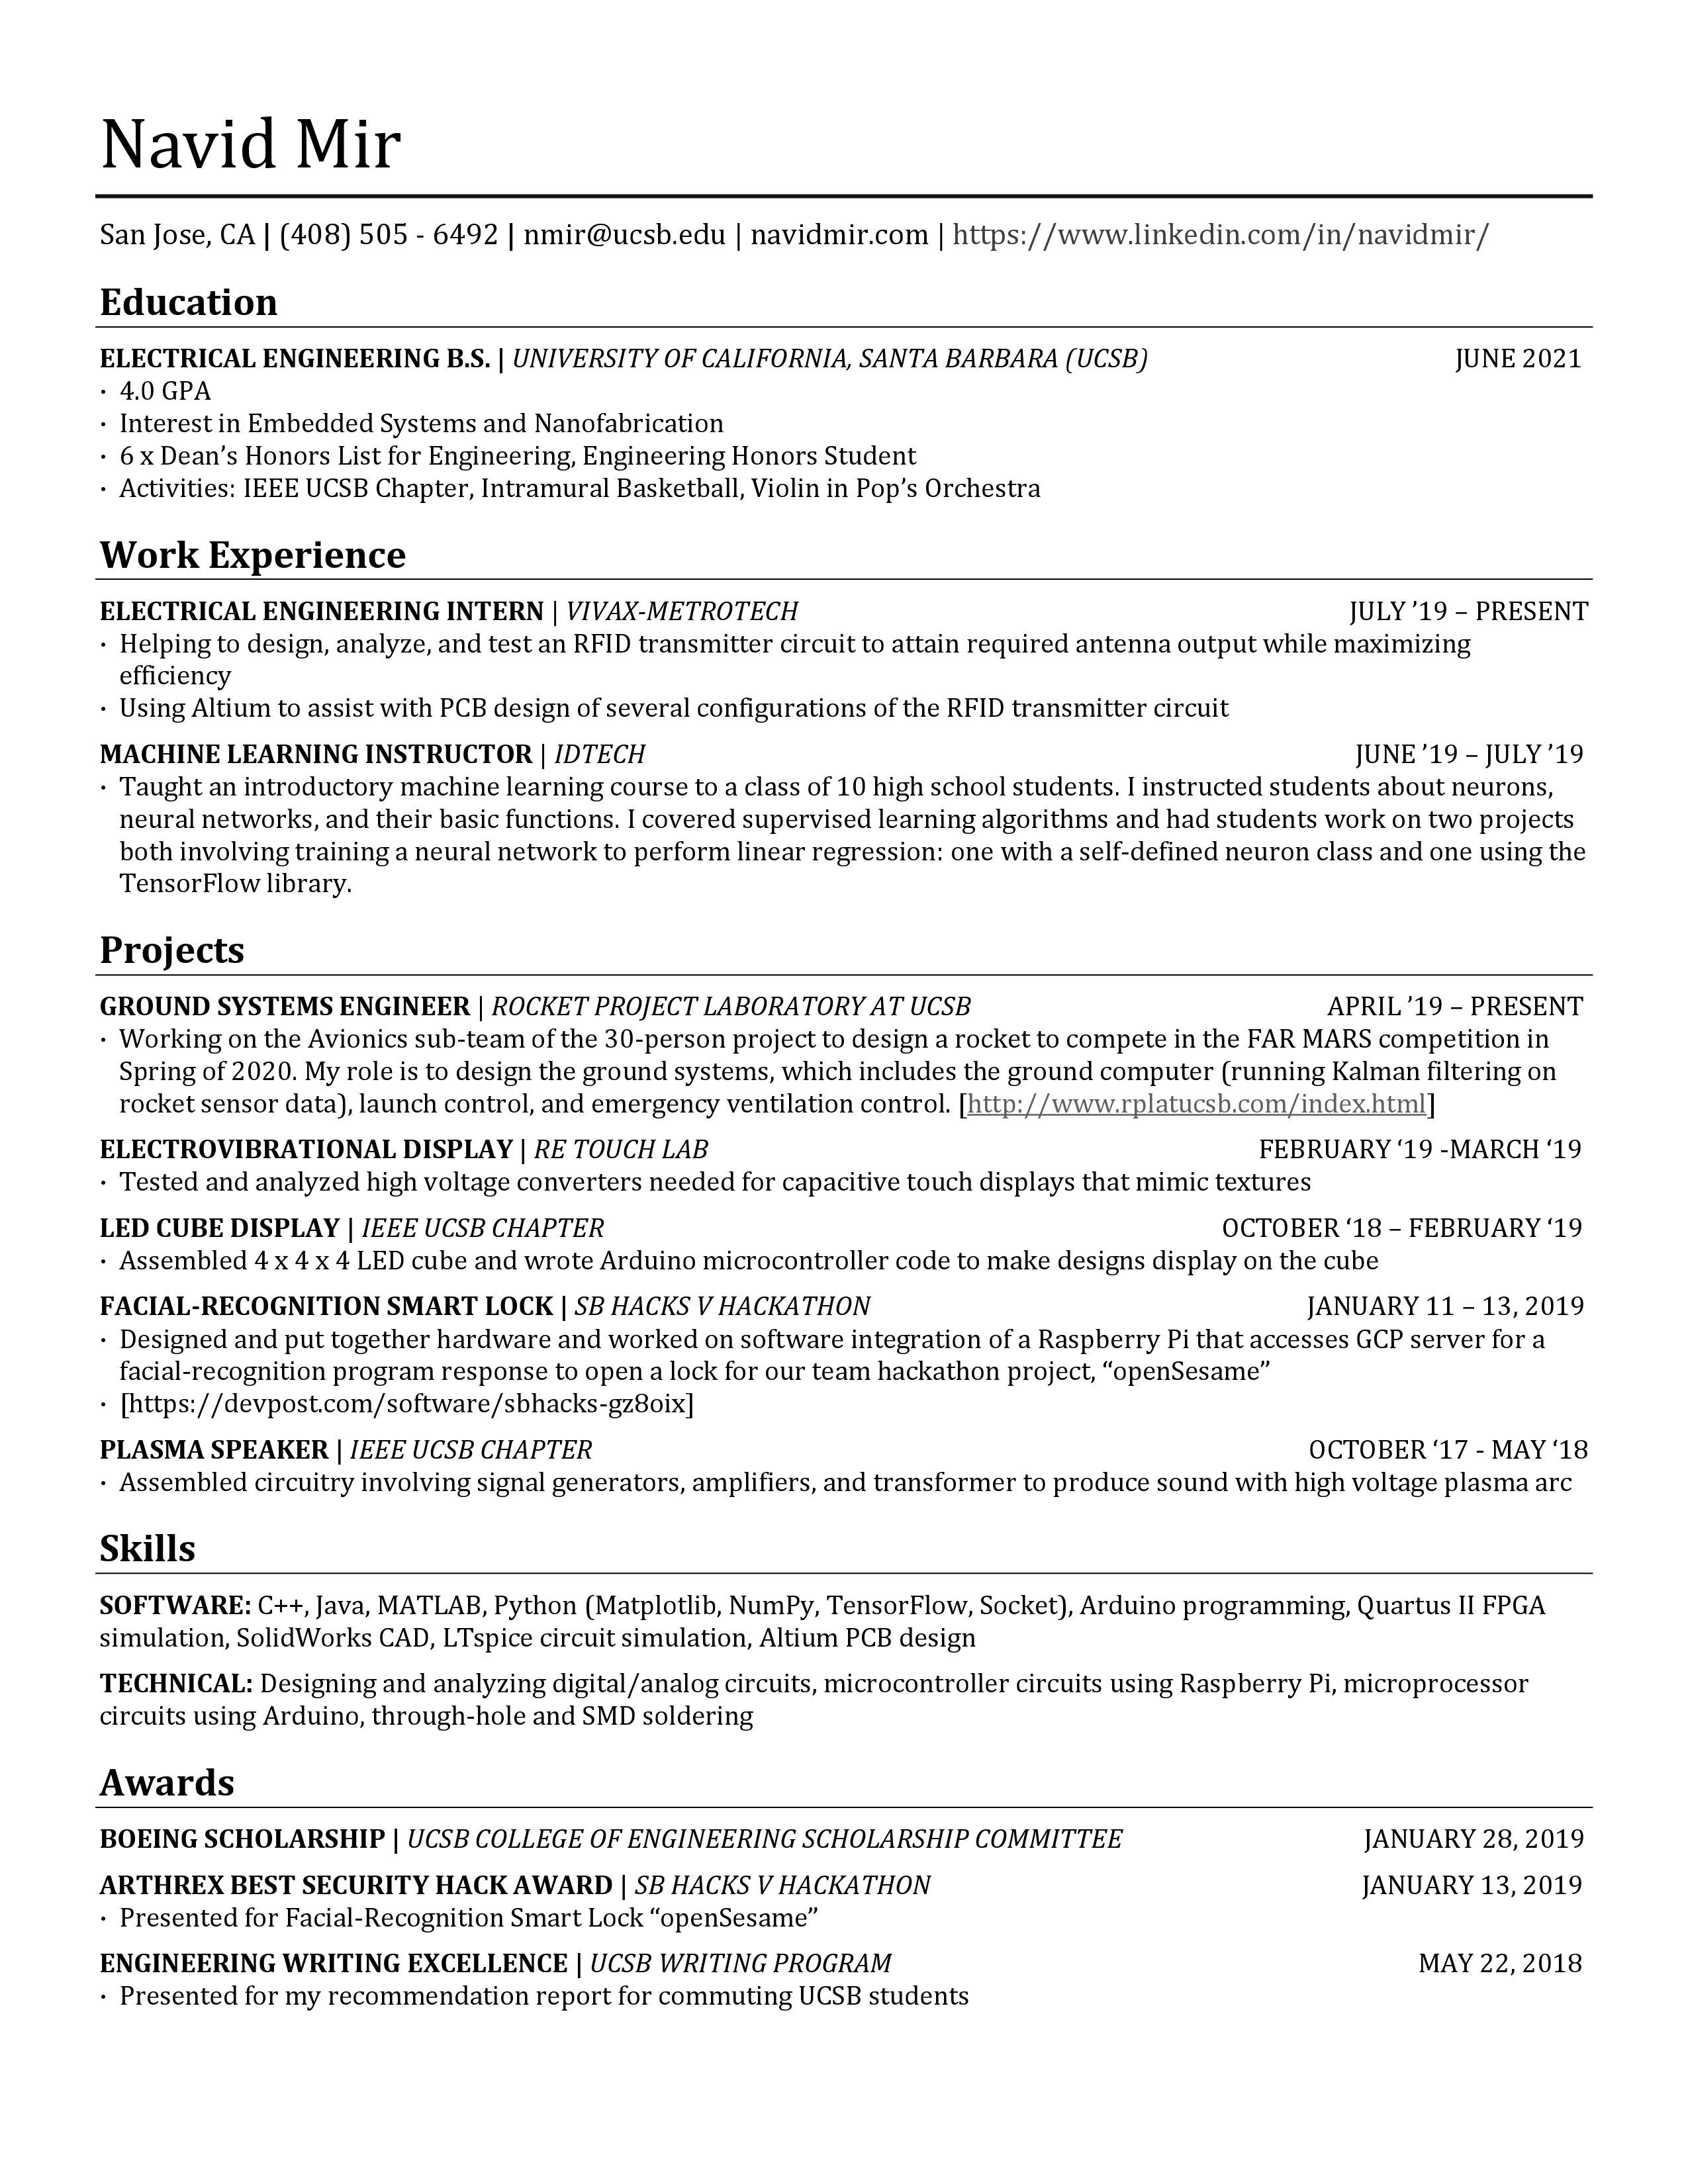 Navid Mir
San Jose, CA | (408) 505 - 6492 | nmir@ucsb.edu | navidmir.com | https://www.linkedin.com/in/navidmir/
Education
ELECTRICAL ENGINEERING B.S. | UNIVERSITY OF CALIFORNIA, SANTA BARBARA (UCSB) JUNE 2021
· 4.0 GPA
· Interest in Embedded Systems and Nanofabrication
· 6 x Dean’s Honors List for Engineering, Engineering Honors Student
· Activities: IEEE UCSB Chapter, Intramural Basketball, Violin in Pop’s Orchestra
Work Experience
ELECTRICAL ENGINEERING INTERN | VIVAX-METROTECH JULY ’19 – PRESENT
· Helping to design, analyze, and test an RFID transmitter circuit to attain required antenna output while maximizing
efficiency
· Using Altium to assist with PCB design of several configurations of the RFID transmitter circuit
MACHINE LEARNING INSTRUCTOR | IDTECH JUNE ’19 – JULY ’19
· Taught an introductory machine learning course to a class of 10 high school students. I instructed students about neurons,
neural networks, and their basic functions. I covered supervised learning algorithms and had students work on two projects
both involving training a neural network to perform linear regression: one with a self-defined neuron class and one using the
TensorFlow library.
Projects
GROUND SYSTEMS ENGINEER | ROCKET PROJECT LABORATORY AT UCSB APRIL ’19 – PRESENT
· Working on the Avionics sub-team of the 30-person project to design a rocket to compete in the FAR MARS competition in
Spring of 2020. My role is to design the ground systems, which includes the ground computer (running Kalman filtering on
rocket sensor data), launch control, and emergency ventilation control. [http://www.rplatucsb.com/index.html]
ELECTROVIBRATIONAL DISPLAY | RE TOUCH LAB FEBRUARY ‘19 -MARCH ‘19
· Tested and analyzed high voltage converters needed for capacitive touch displays that mimic textures
LED CUBE DISPLAY | IEEE UCSB CHAPTER OCTOBER ‘18 – FEBRUARY ‘19
· Assembled 4 x 4 x 4 LED cube and wrote Arduino microcontroller code to make designs display on the cube
FACIAL-RECOGNITION SMART LOCK | SB HACKS V HACKATHON JANUARY 11 – 13, 2019
· Designed and put together hardware and worked on software integration of a Raspberry Pi that accesses GCP server for a
facial-recognition program response to open a lock for our team hackathon project, “openSesame”
· [https://devpost.com/software/sbhacks-gz8oix]
PLASMA SPEAKER | IEEE UCSB CHAPTER OCTOBER ‘17 - MAY ‘18
· Assembled circuitry involving signal generators, amplifiers, and transformer to produce sound with high voltage plasma arc
Skills
SOFTWARE: C++, Java, MATLAB, Python (Matplotlib, NumPy, TensorFlow, Socket), Arduino programming, Quartus II FPGA
simulation, SolidWorks CAD, LTspice circuit simulation, Altium PCB design
TECHNICAL: Designing and analyzing digital/analog circuits, microcontroller circuits using Raspberry Pi, microprocessor
circuits using Arduino, through-hole and SMD soldering
Awards
BOEING SCHOLARSHIP | UCSB COLLEGE OF ENGINEERING SCHOLARSHIP COMMITTEE JANUARY 28, 2019
ARTHREX BEST SECURITY HACK AWARD | SB HACKS V HACKATHON JANUARY 13, 2019
· Presented for Facial-Recognition Smart Lock “openSesame”
ENGINEERING WRITING EXCELLENCE | UCSB WRITING PROGRAM MAY 22, 2018
· Presented for my recommendation report for commuting UCSB students